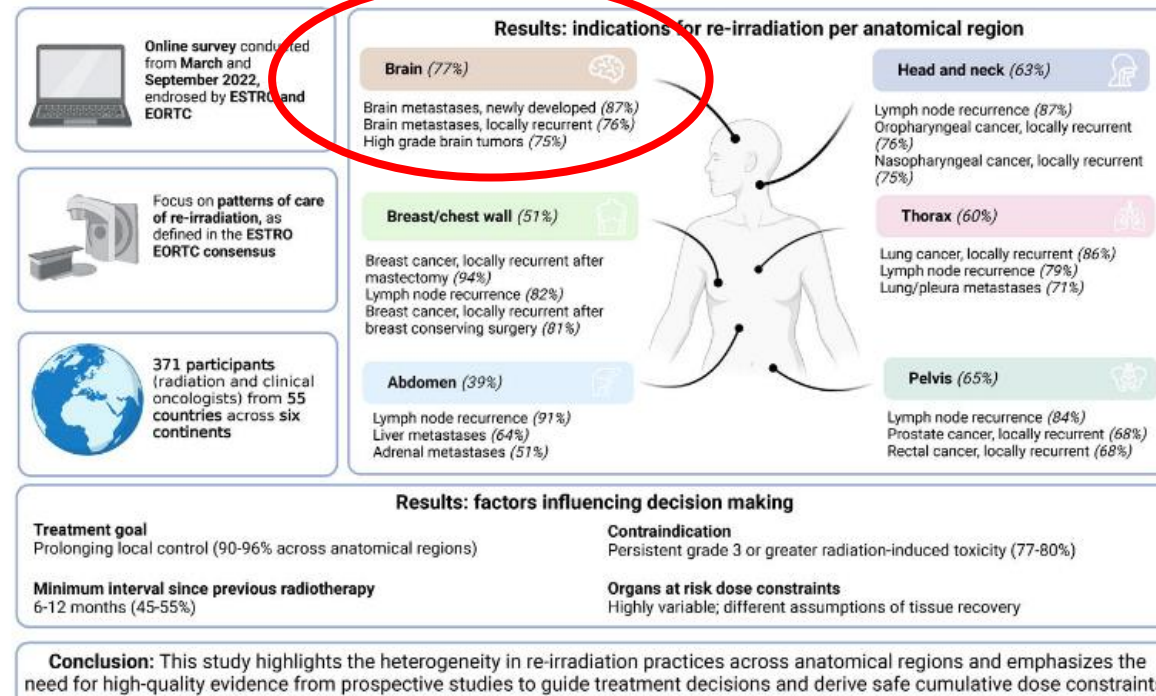 Online survey conducted
from March and
September 2022,
endrosed by ESTRO and
EORTC
Focus on patterns of care
of re-irradiation, as
defined in the ESTRO
EORTC consensus
371 participants
(radiation and clinical
oncologists) from 55
countries across six
continents
Results: indications for re-irradiation per anatomical region
Brain (77%)
Brain metastases, newly developed (87%)
Brain metastases, locally recurrent (76%)
High grade brain tumors (75%)
Breast/chest wall (51%)
Breast cancer, locally recurrent after
mastectomy (94%)
Lymph node recurrence (82%)
Breast cancer, locally recurrent after
breast conserving surgery (81%)
Abdomen (39%)
Lymph node recurrence (91%)
Liver metastases (64%)
Adrenal metastases (51%)
Head and neck (63%)
Lymph node recurrence (87%)
Oropharyngeal cancer, locally recurrent
(76%)
Nasopharyngeal cancer, locally recurrent
(75%)
Thorax (60%)
Lung cancer, locally recurrent (86%)
Lymph node recurrence (79%)
Lung/pleura metastases (71%)
Pelvis (65%)
Lymph node recurrence (84%)
Prostate cancer, locally recurrent (68%)
Rectal cancer, locally recurrent (68%)
Results: factors influencing decision making
Treatment goal
Prolonging local control (90-96% across anatomical regions)
Minimum interval since previous radiotherapy
6-12 months (45-55%)
Contraindication
Persistent grade 3 or greater radiation-induced toxicity (77-80%)
Organs at risk dose constraints
Highly variable; different assumptions of tissue recovery
Conclusion: This study highlights the heterogeneity in re-irradiation practices across anatomical regions and emphasizes the
need for high-quality evidence from prospective studies to guide treatment decisions and derive safe cumulative dose constraint